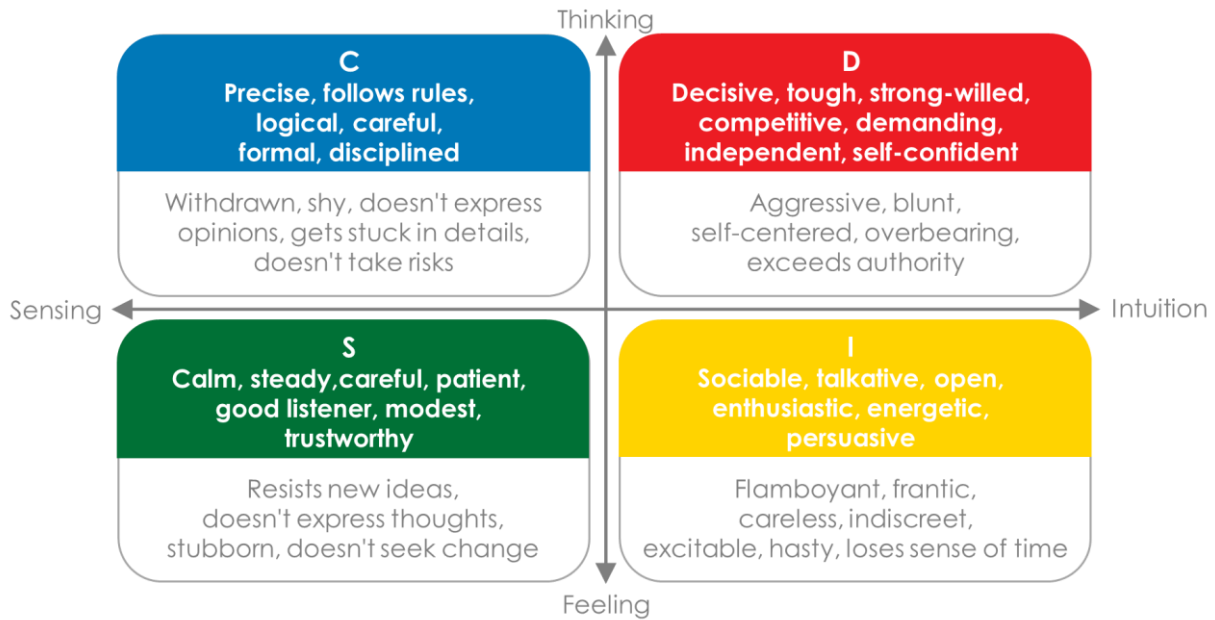 Thinking
C
Precise, follows rules,
logical, careful,
formal, disciplined
Withdrawn, shy, doesn't express
opinions, gets stuck in details,
doesn't take risks
D
Decisive, tough, strong-willed,
competitive, demanding,
independent, self-confident
Aggressive, blunt,
self-centered, overbearing,
exceeds authority
Sensing
Intuition
S
Calm, steady,careful, patient,
good listener, modest,
trustworthy
Resists new ideas,
doesn't express thoughts,
stubborn, doesn't seek change
I
Sociable, talkative, open,
enthusiastic, energetic,
persuasive
Flamboyant, frantic,
careless, indiscreet,
excitable, hasty, loses sense of time
Feeling